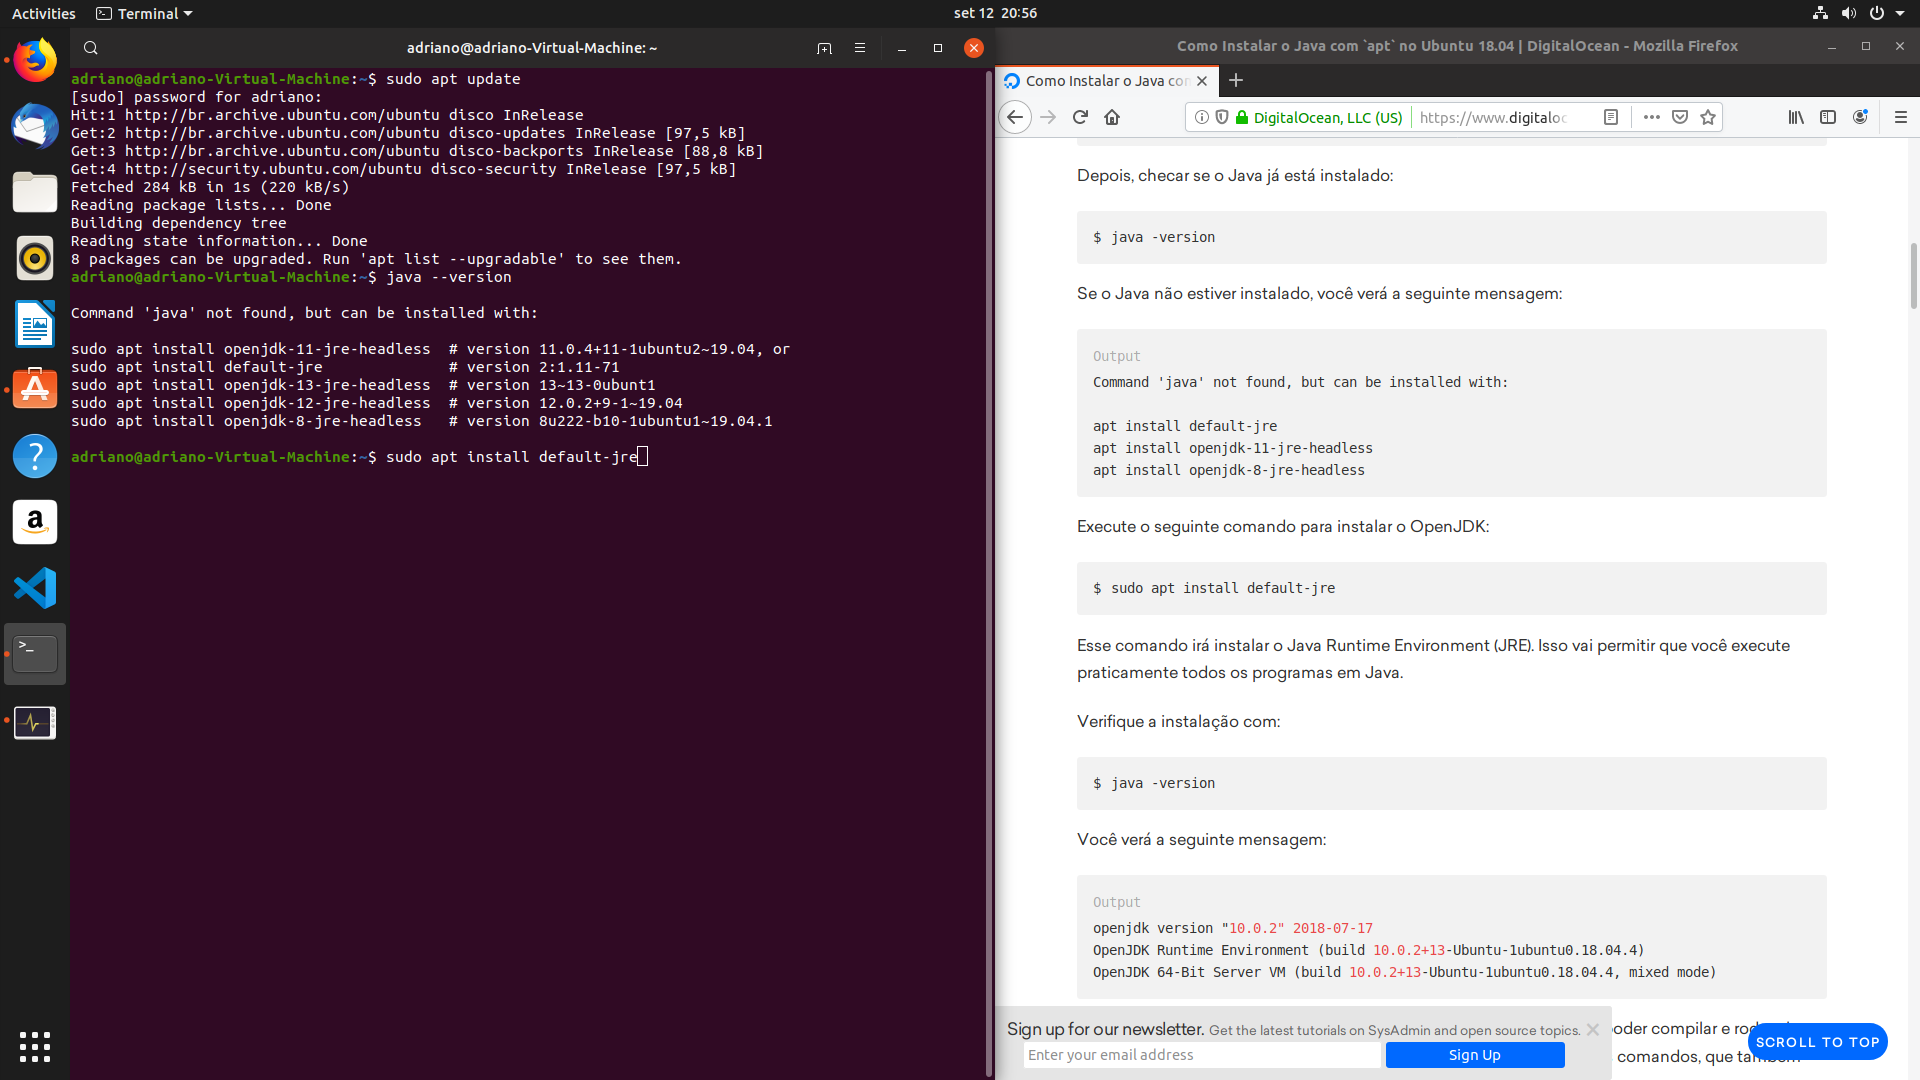 Activities
Terminal
set 12 20:56
adriano@adriano-Virtual-Machine: ~
adriano@adriano-Virtual-Machine:~$ sudo apt update
[sudo] password for adriano:
Hit:1 http://br.archive.ubuntu.com/ubuntu disco InRelease
Get:2 http://br.archive.ubuntu.com/ubuntu disco-updates InRelease [97,5 kB]
Get:3 http://br.archive.ubuntu.com/ubuntu disco-backports InRelease [88,8 kB]
Get:4 http://security.ubuntu.com/ubuntu disco-security InRelease [97,5 kB]
Fetched 284 kB in 1s (220 kB/s)
Reading package lists... Done
Building dependency tree
Reading state information... Done
8 packages can be upgraded. Run 'apt list --upgradable' to see them.
adriano@adriano-Virtual-Machine:~$ java --version
Command 'java' not found, but can be installed with:
sudo apt install openjdk-11-jre-headless  # version 11.0.4+11-1ubuntu2~19.04, or
sudo apt install default-jre              # version 2:1.11-71
sudo apt install openjdk-13-jre-headless  # version 13~13-0ubunt1
sudo apt install openjdk-12-jre-headless  # version 12.0.2+9-1~19.04
sudo apt install openjdk-8-jre-headless   # version 8u222-b10-1ubuntu1~19.04.1
adriano@adriano-Virtual-Machine:~$ sudo apt install default-jre
Como Instalar o Java com `apt` no Ubuntu 18.04 | DigitalOcean - Mozilla Firefox
Como Instalar o Java con
DigitalOcean, LLC (US)
https://www.digitaloc
Depois, checar se o Java já está instalado:
$ java -version
Se o Java não estiver instalado, você verá a seguinte mensagem:
Output
Command 'java' not found, but can be installed with:
apt install default-jre
apt install openjdk-11-jre-headless
apt install openjdk-8-jre-headless
Execute o seguinte comando para instalar o OpenJDK:
$ sudo apt install default-jre
Esse comando irá instalar o Java Runtime Environment (JRE). Isso vai permitir que você execute
praticamente todos os programas em Java.
Verifique a instalação com:
$ java -version
Você verá a seguinte mensagem:
Output
openjdk version "10.0.2" 2018-07-17
OpenJDK Runtime Environment (build 10.0.2+13-Ubuntu-1ubuntu0.18.04.4)
OpenJDK 64-Bit Server VM (build 10.0.2+13-Ubuntu-1ubuntu0.18.04.4, mixed mode)
Sign up for our newsletter. Get the latest tutorials on SysAdmin and open source topics.
Enter your email address
Sign Up
poder compilar e
comandos, que
SCROLL TO TOP